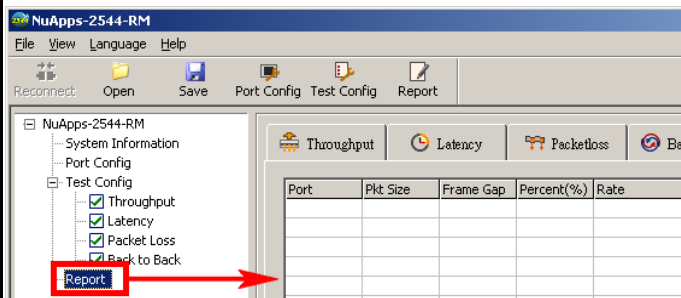 NuApps-2544-RM
File View Language Help
Reconnect Open Save Port Config Test Config Report
NuApps-2544-RM
System Information
Port Config
Test Config
Throughput
Latency
Packet Loss
Back to Back
Report
Throughput Latency Packetloss Ba
Port Pkt Size Frame Gap Percent(%) Rate